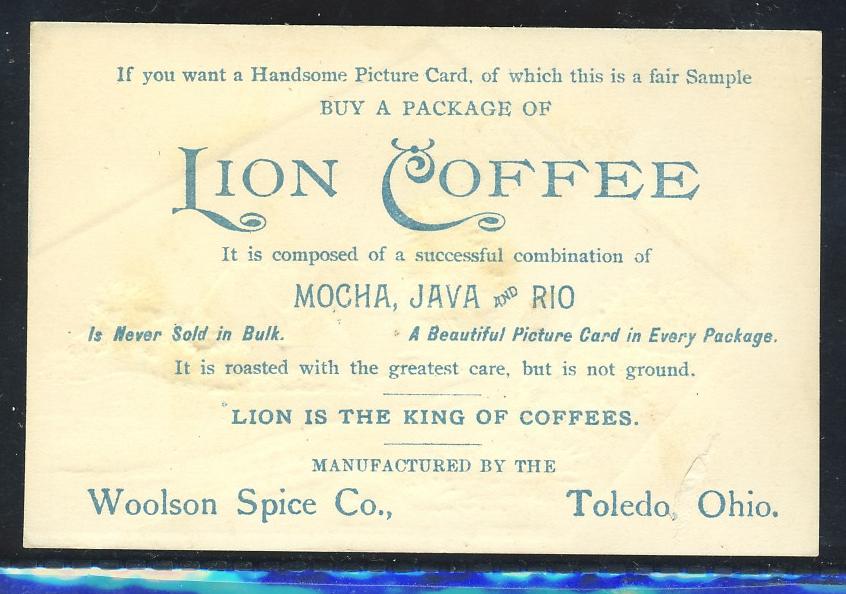 If you want a Handsome Picture Card, of which this is a fair Sample
BUY A PACKAGE OF
LION COFFEE
It is composed of a successful combination of
MOCHA, JAVA AND RIO
Is Never Sold in Bulk. A Beautiful Picture Card in Every Package.
It is roasted with the greatest care, but is not ground.
LION IS THE KING OF COFFEES.
MANUFACTURED BY THE
Woolson Spice Co., Toledo, Ohio.